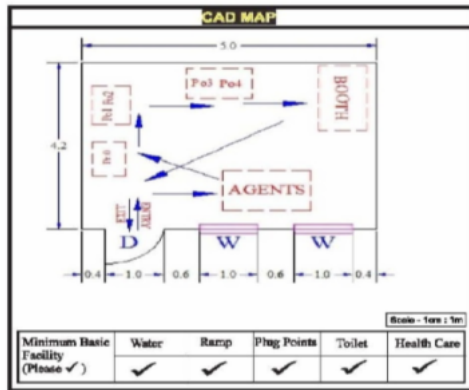 CAD MAP
5.0
4.2
Po1 Po2
Po3 Po4
BOOTH
AGENTS
EXIT
ENTRY
D W W
0.4 1.0 0.6 1.0 0.6 1.0 0.4
Scale - 1cm : 1m
Minimum Basic Facility (Please ✓) Water Ramp Plug Points Toilet Health Care
✓ ✓ ✓ ✓ ✓